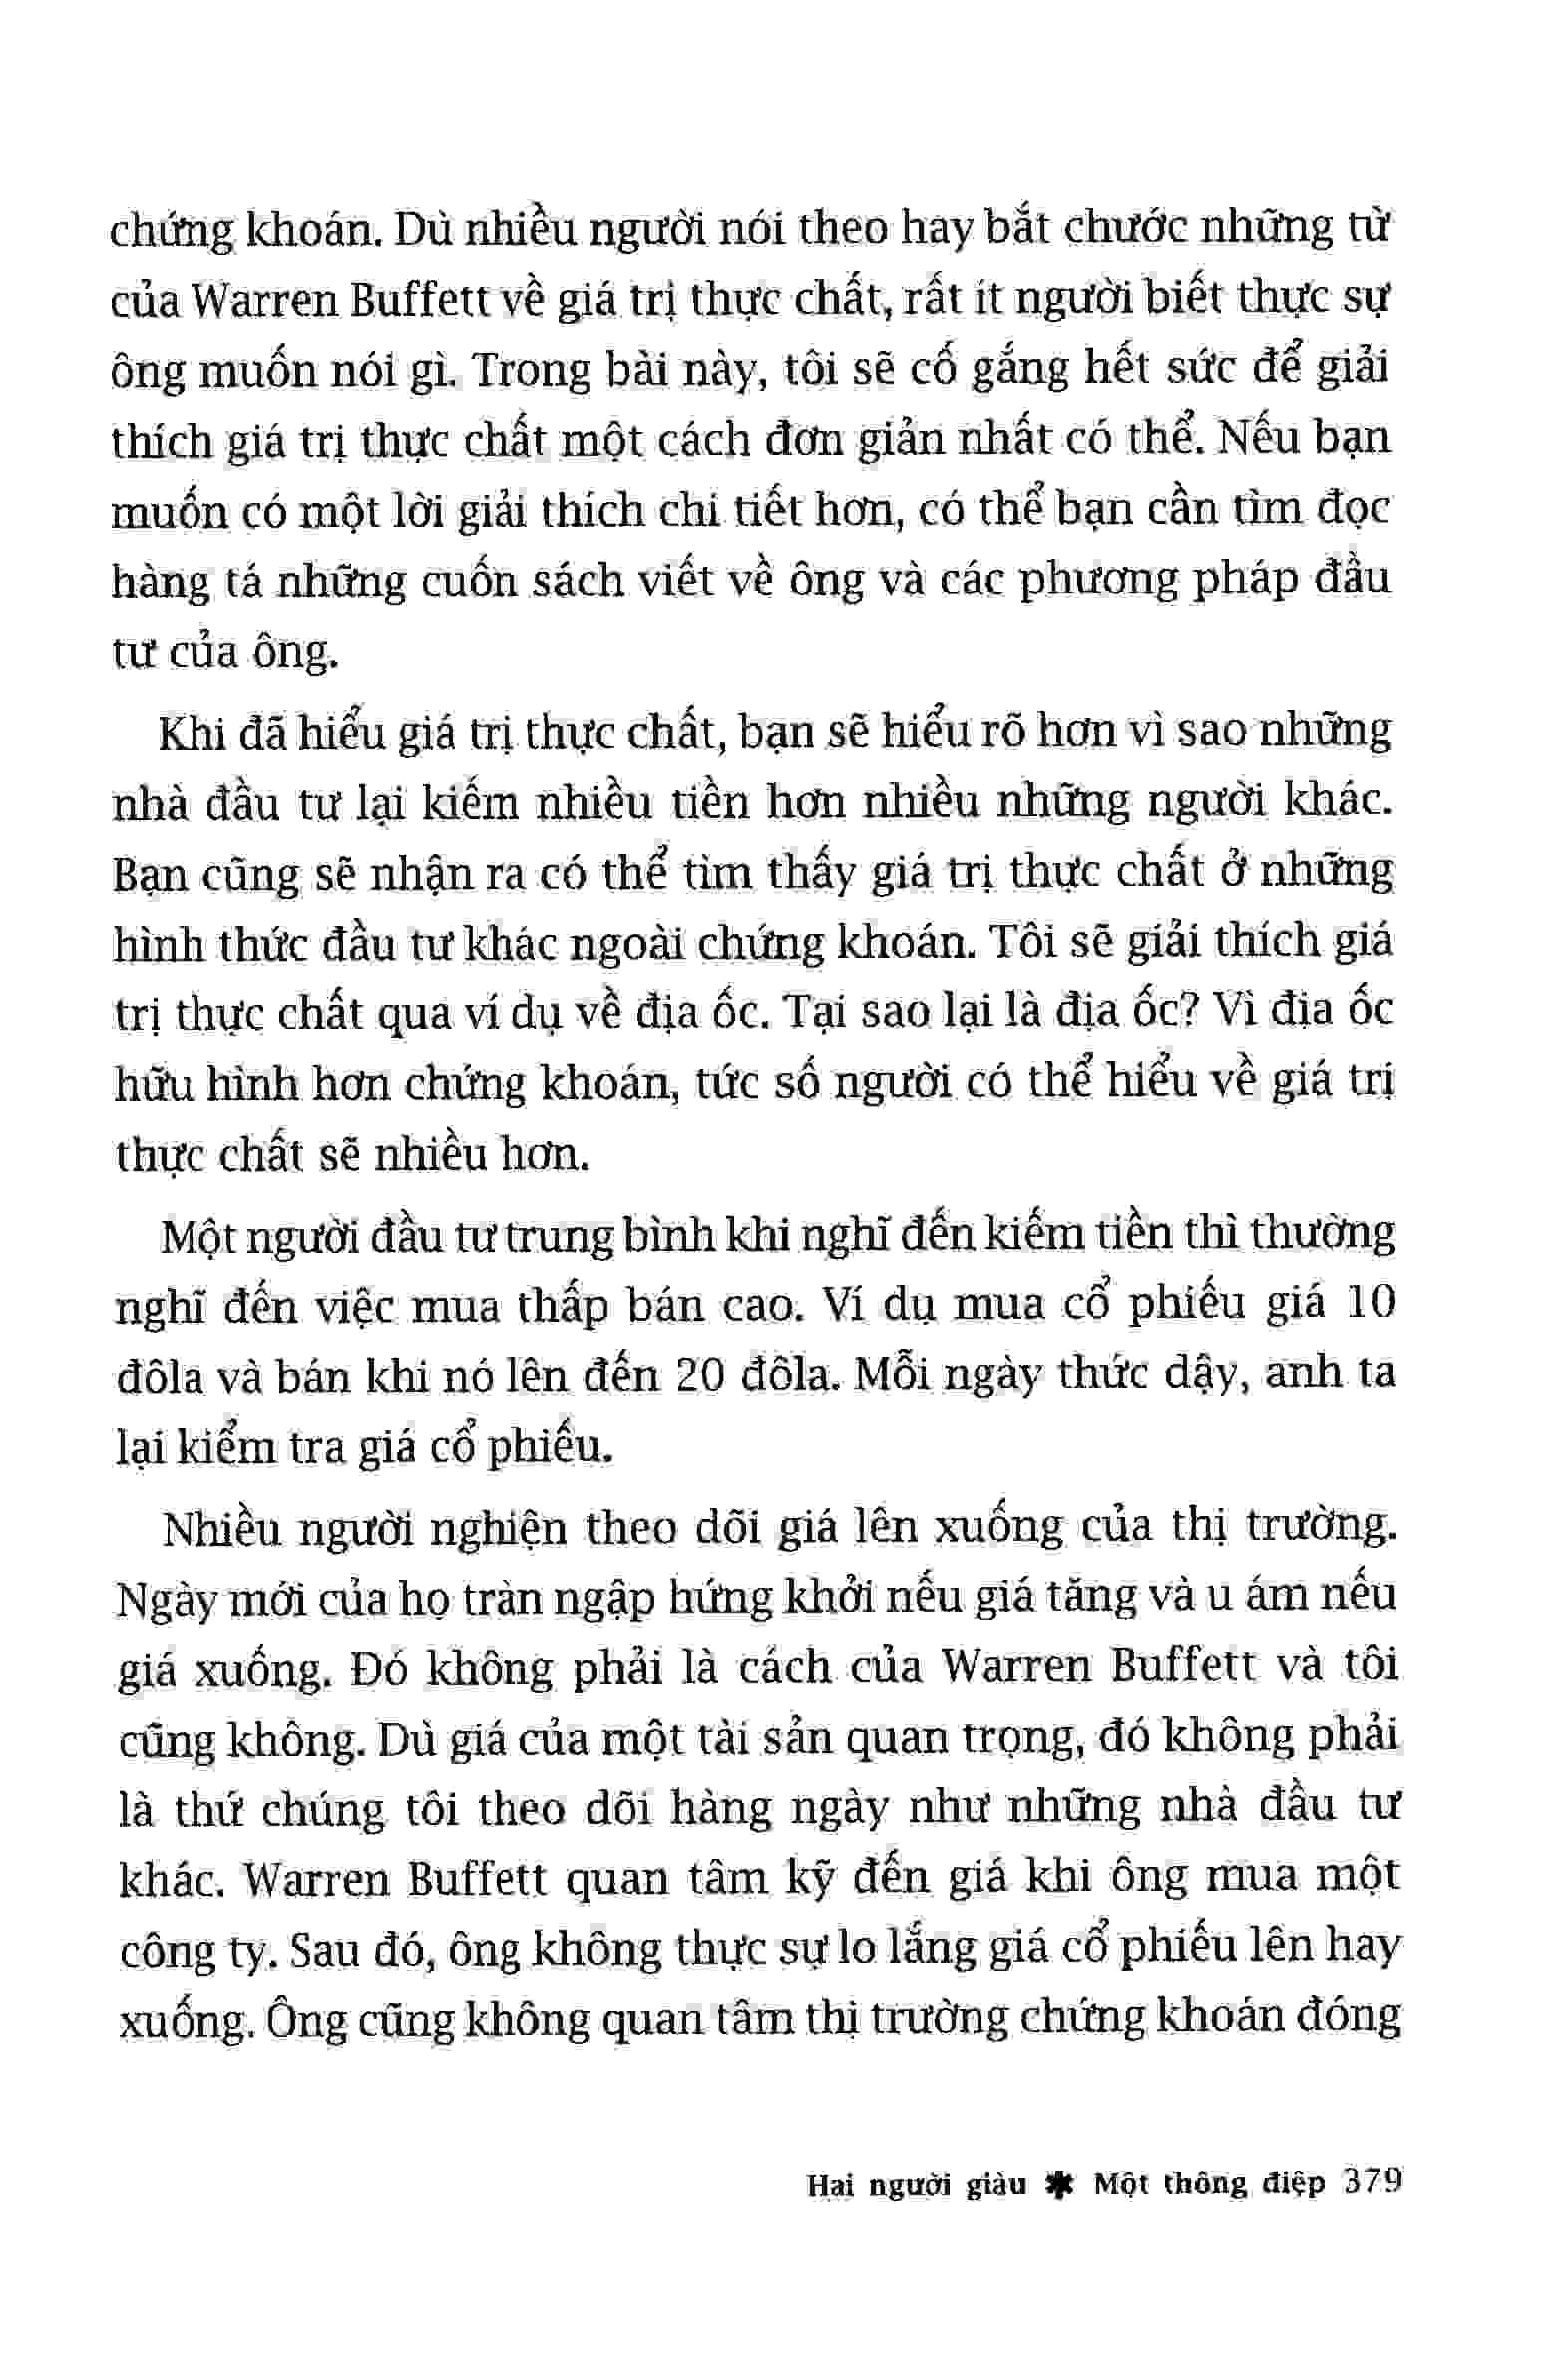 chứng khoán. Dù nhiều người nói theo hay bắt chước những từ
của Warren Buffett về giá trị thực chất, rất ít người biết thực sự
ông muốn nói gì. Trong bài này, tôi sẽ cố gắng hết sức để giải
thích giá trị thực chất một cách đơn giản nhất có thể. Nếu bạn
muốn có một lời giải thích chi tiết hơn, có thể bạn cần tìm đọc
hàng tá những cuốn sách viết về ông và các phương pháp đầu
tư của ông.
Khi đã hiểu giá trị thực chất, bạn sẽ hiểu rõ hơn vì sao những
nhà đầu tư lại kiếm nhiều tiền hơn nhiều những người khác.
Bạn cũng sẽ nhận ra có thể tìm thấy giá trị thực chất ở những
hình thức đầu tư khác ngoài chứng khoán. Tôi sẽ giải thích giá
trị thực chất qua ví dụ về địa ốc. Tại sao lại là địa ốc? Vì địa ốc
hữu hình hơn chứng khoán, tức số người có thể hiểu về giá trị
thực chất sẽ nhiều hơn.
Một người đầu tư trung bình khi nghĩ đến kiếm tiền thì thường
nghĩ đến việc mua thấp bán cao. Ví dụ mua cổ phiếu giá 10
đôla và bán khi nó lên đến 20 đôla. Mỗi ngày thức dậy, anh ta
lại kiểm tra giá cổ phiếu.
Nhiều người nghiện theo dõi giá lên xuống của thị trường.
Ngày mới của họ tràn ngập hứng khởi nếu giá tăng và u ám nếu
giá xuống. Đó không phải là cách của Warren Buffett và tôi
cũng không. Dù giá của một tài sản quan trọng, đó không phải
là thứ chúng tôi theo dõi hàng ngày như những nhà đầu tư
khác. Warren Buffett quan tâm kỹ đến giá khi ông mua một
công ty. Sau đó, ông không thực sự lo lắng giá cổ phiếu lên hay
xuống. Ông cũng không quan tâm thị trường chứng khoán đóng
Hai người giàu ✱ Một thông điệp 379